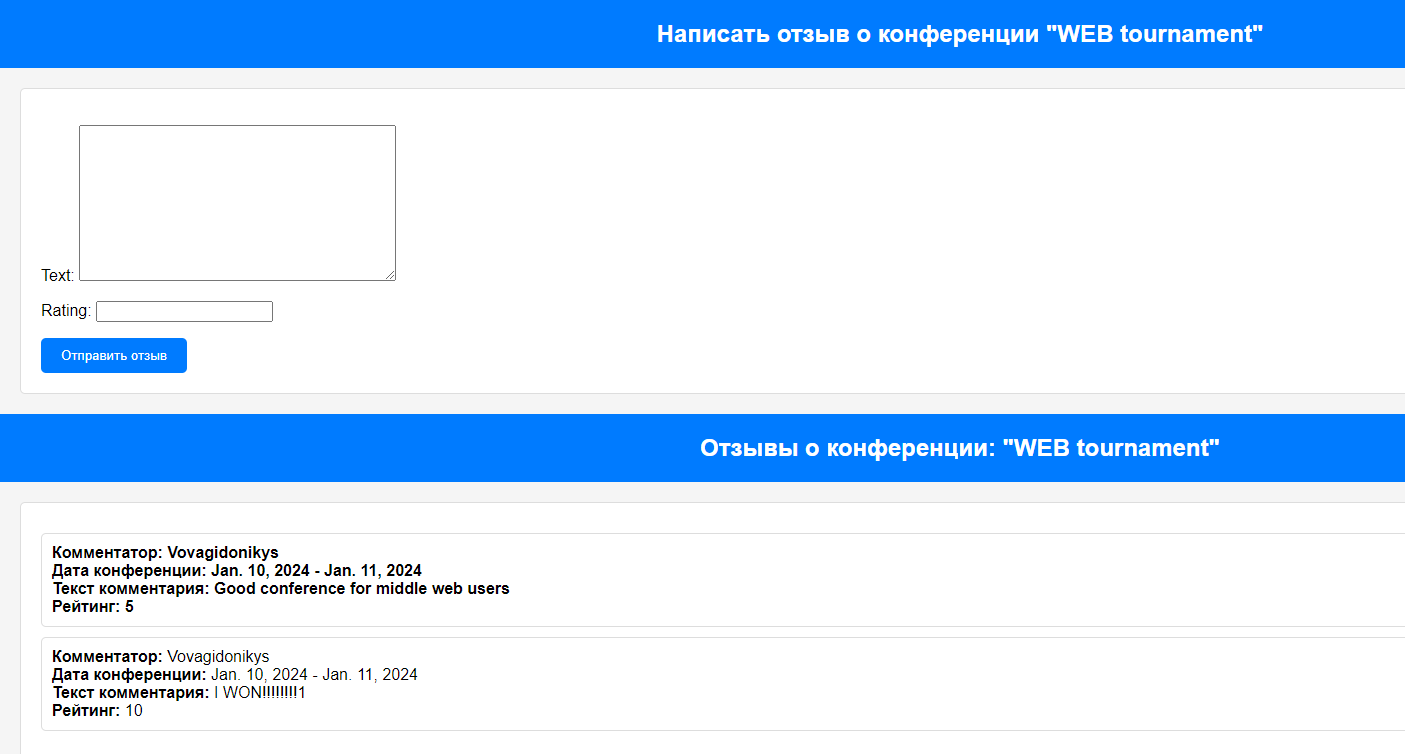 Написать отзыв о конференции "WEB tournament"
Text:
Rating:
Отправить отзыв
Отзывы о конференции: "WEB tournament"
Комментатор: Vovagidonikys
Дата конференции: Jan. 10, 2024 - Jan. 11, 2024
Текст комментария: Good conference for middle web users
Рейтинг: 5
Комментатор: Vovagidonikys
Дата конференции: Jan. 10, 2024 - Jan. 11, 2024
Текст комментария: I WON!!!!!!!!1
Рейтинг: 10